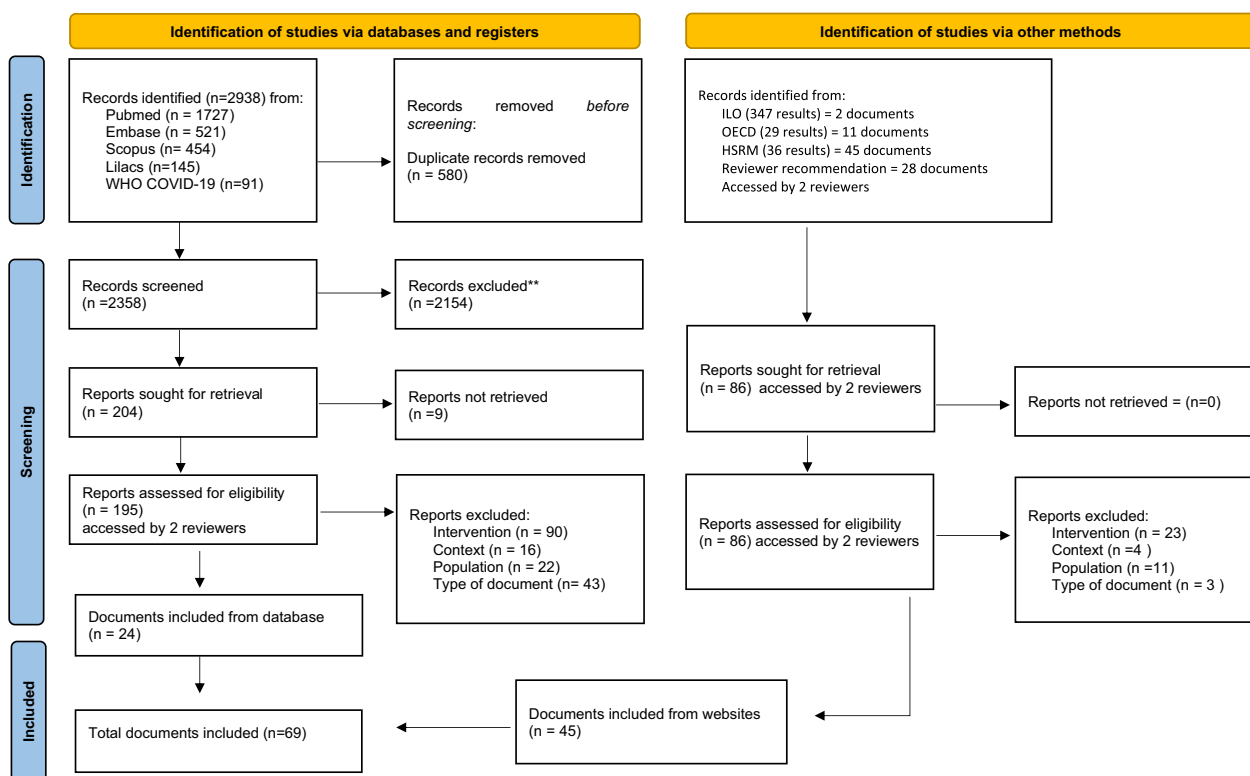 Identification of studies via databases and registers
Identification of studies via other methods
Identification
Records identified (n=2938) from:
Pubmed (n = 1727)
Embase (n = 521)
Scopus (n = 454)
Lilacs (n=145)
WHO COVID-19 (n=91)
Records removed before
screening:
Duplicate records removed
(n = 580)
Records identified from:
ILO (347 results) = 2 documents
OECD (29 results) = 11 documents
HSRM (36 results) = 45 documents
Reviewer recommendation = 28 documents
Accessed by 2 reviewers
Screening
Records screened
(n =2358)
Records excluded**
(n =2154)
Reports sought for retrieval
(n = 204)
Reports not retrieved
(n =9)
Reports sought for retrieval
(n = 86) accessed by 2 reviewers
Reports not retrieved = (n=0)
Reports assessed for eligibility
(n = 195)
accessed by 2 reviewers
Reports excluded:
Intervention (n = 90)
Context (n = 16)
Population (n = 22)
Type of document (n= 43)
Reports assessed for eligibility
(n = 86) accessed by 2 reviewers
Reports excluded:
Intervention (n = 23)
Context (n =4 )
Population (n =11)
Type of document (n = 3 )
Documents included from database
(n = 24)
Included
Total documents included (n=69)
Documents included from websites
(n = 45)